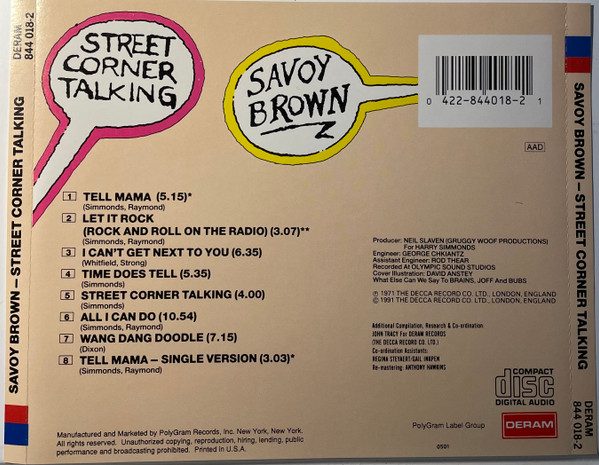 DERAM
844 018-2
SAVOY BROWN – STREET CORNER TALKING
STREET
CORNER
TALKING
SAVOY
BROWN
0 422-844018-2 1
AAD
1 TELL MAMA (5.15)*
(Simmonds, Raymond)
2 LET IT ROCK
(ROCK AND ROLL ON THE RADIO) (3.07)**
(Simmonds, Raymond)
3 I CAN'T GET NEXT TO YOU (6.35)
(Whitfield, Strong)
4 TIME DOES TELL (5.35)
(Simmonds)
5 STREET CORNER TALKING (4.00)
(Simmonds)
6 ALL I CAN DO (10.54)
(Simmonds, Raymond)
7 WANG DANG DOODLE (7.15)
(Dixon)
8 TELL MAMA – SINGLE VERSION (3.03)*
(Simmonds, Raymond)
Producer: NEIL SLAVEN (GRUGGY WOOF PRODUCTIONS)
For HARRY SIMMONDS
Engineer: GEORGE CHKIANTZ
Assistant Engineer: ROD THEAR
Recorded At OLYMPIC SOUND STUDIOS
Cover Illustration: DAVID ANSTEY
What Else Can We Say To BRAINS, JOFF And BUBS
℗ 1971 THE DECCA RECORD CO. LTD., LONDON, ENGLAND
© 1991 THE DECCA RECORD CO. LTD., LONDON, ENGLAND
Additional Compilation, Research & Co-ordination:
JOHN TRACY For DERAM RECORDS
(THE DECCA RECORD CO. LTD.)
Co-ordination Assistants:
REGINA STEYAERT/GAIL INKPEN
Re-mastering: ANTHONY HAWKINS
COMPACT
disc
DIGITAL AUDIO
Manufactured and Marketed by PolyGram Records, Inc. New York, New York.
All rights reserved. Unauthorized copying, reproduction, hiring, lending, public
performance and broadcasting prohibited. Printed in U.S.A.
PolyGram Label Group
0501
DERAM
SAVOY BROWN – STREET CORNER TALKING
DERAM
844 018-2